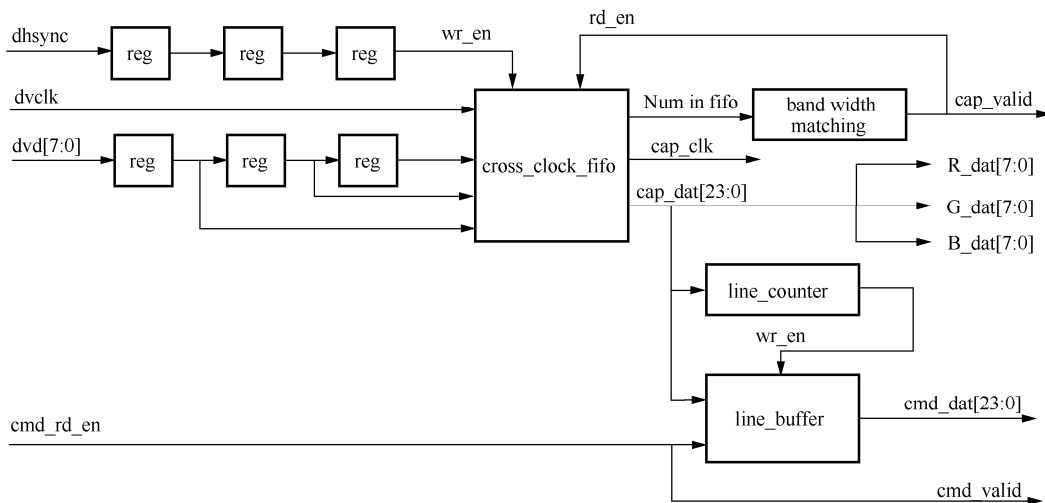 dhsync
reg
reg
reg
wr_en
rd_en
dvclk
Num in fifo
band width
matching
cap_valid
dvd[7:0]
reg
reg
reg
cross_clock_fifo
cap_clk
cap_dat[23:0]
R_dat[7:0]
G_dat[7:0]
B_dat[7:0]
line_counter
wr_en
line_buffer
cmd_dat[23:0]
cmd_rd_en
cmd_valid